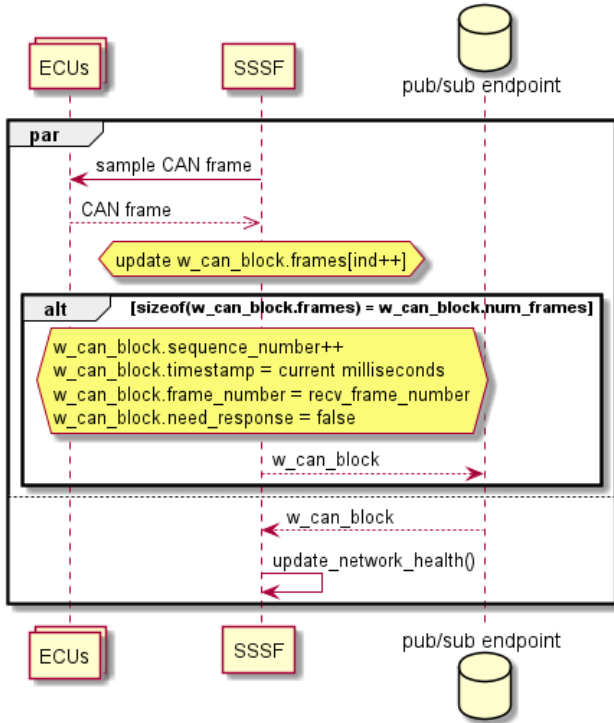 ECUs
SSSF
pub/sub endpoint
par
sample CAN frame
CAN frame
update w_can_block.frames[ind++]
alt
[sizeof(w_can_block.frames) = w_can_block.num_frames]
w_can_block.sequence_number++
w_can_block.timestamp = current milliseconds
w_can_block.frame_number = recv_frame_number
w_can_block.need_response = false
w_can_block
w_can_block
update_network_health()
ECUs
SSSF
pub/sub endpoint